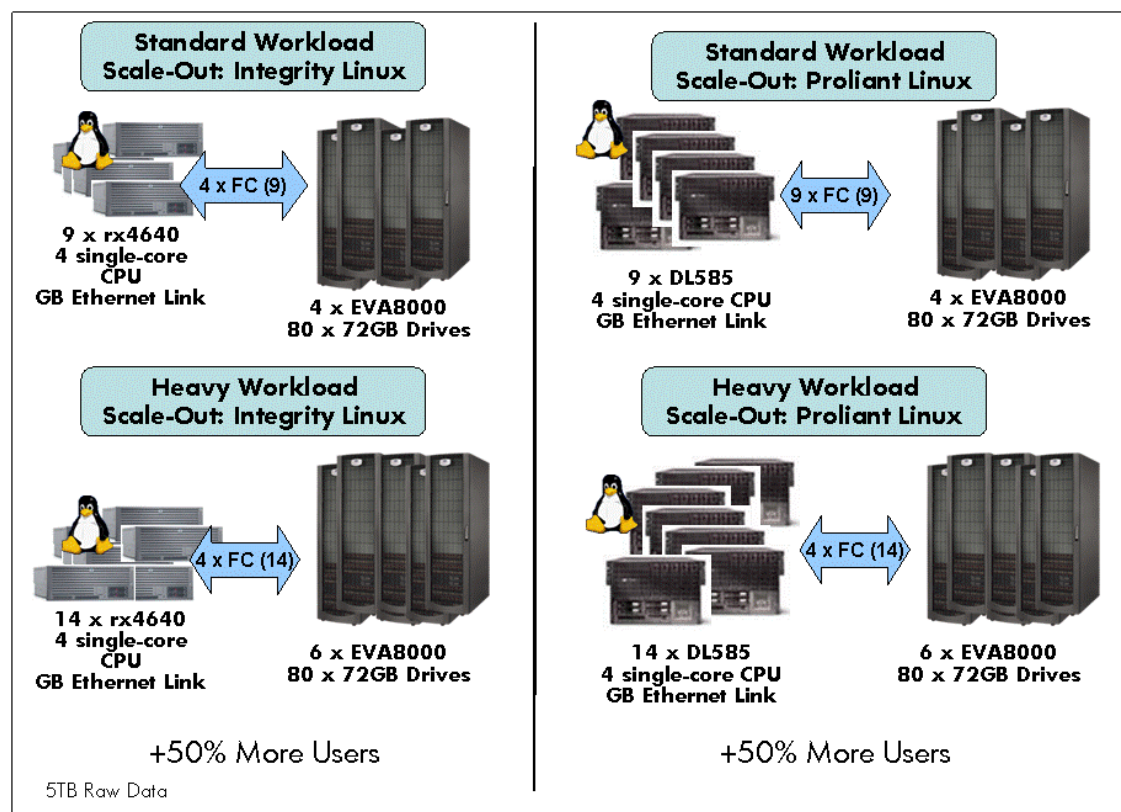 Standard Workload
Scale-Out: Integrity Linux
4 x FC (9)
9 x rx4640
4 single-core
CPU
GB Ethernet Link
4 x EVA8000
80 x 72GB Drives
Standard Workload
Scale-Out: Proliant Linux
9 x FC (9)
9 x DL585
4 single-core CPU
GB Ethernet Link
4 x EVA8000
80 x 72GB Drives
Heavy Workload
Scale-Out: Integrity Linux
4 x FC (14)
14 x rx4640
4 single-core
CPU
GB Ethernet Link
6 x EVA8000
80 x 72GB Drives
+50% More Users
5TB Raw Data
Heavy Workload
Scale-Out: Proliant Linux
4 x FC (14)
14 x DL585
4 single-core CPU
GB Ethernet Link
6 x EVA8000
80 x 72GB Drives
+50% More Users